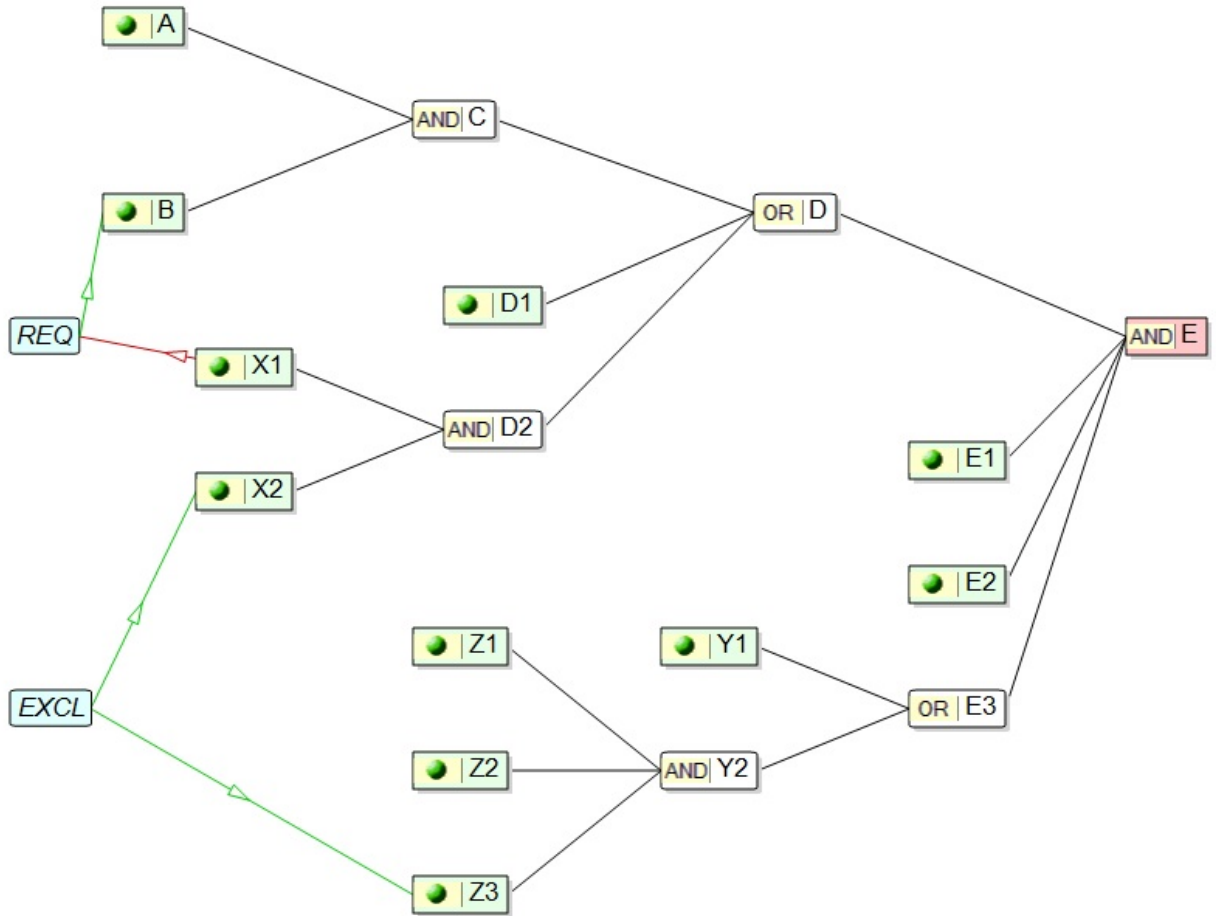 A
AND C
B
OR D
D1
REQ
AND E
X1
AND D2
E1
X2
E2
Z1
Y1
EXCL
OR E3
Z2
AND Y2
Z3